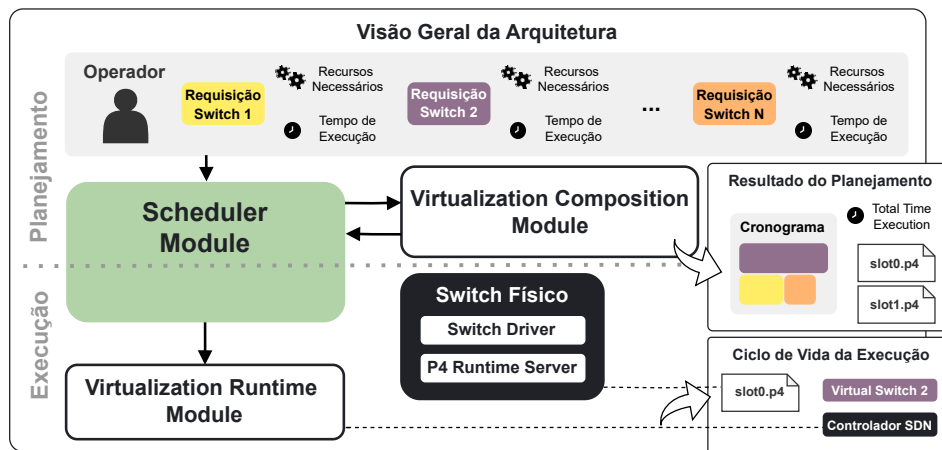 Visão Geral da Arquitetura
Planejamento
Operador
Requisição
Switch 1
Recursos
Necessários
Tempo de
Execução
Requisição
Switch 2
Recursos
Necessários
Tempo de
Execução
...
Requisição
Switch N
Recursos
Necessários
Tempo de
Execução
Scheduler
Module
Virtualization Composition
Module
Resultado do Planejamento
Cronograma
Total Time
Execution
slot0.p4
slot1.p4
Execução
Switch Físico
Switch Driver
P4 Runtime Server
Virtualization Runtime
Module
Ciclo de Vida da Execução
slot0.p4
Virtual Switch 2
Controlador SDN